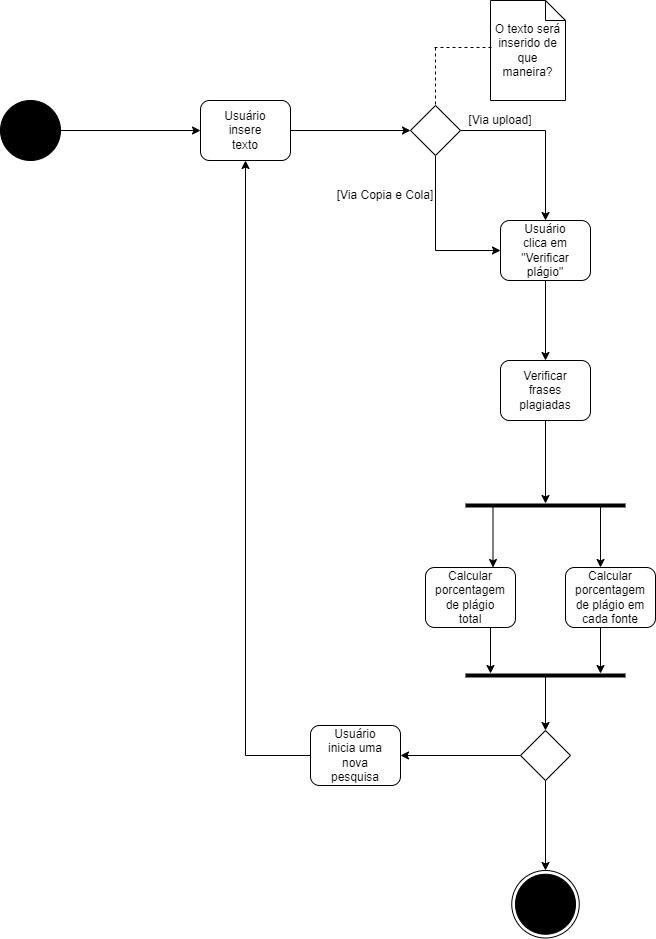 O texto será
inserido de
que
maneira?
Usuário
insere
texto
[Via upload]
[Via Copia e Cola]
Usuário
clica em
"Verificar
plágio"
Verificar
frases
plagiadas
Calcular
porcentagem
de plágio
total
Calcular
porcentagem
de plágio em
cada fonte
Usuário
inicia uma
nova
pesquisa